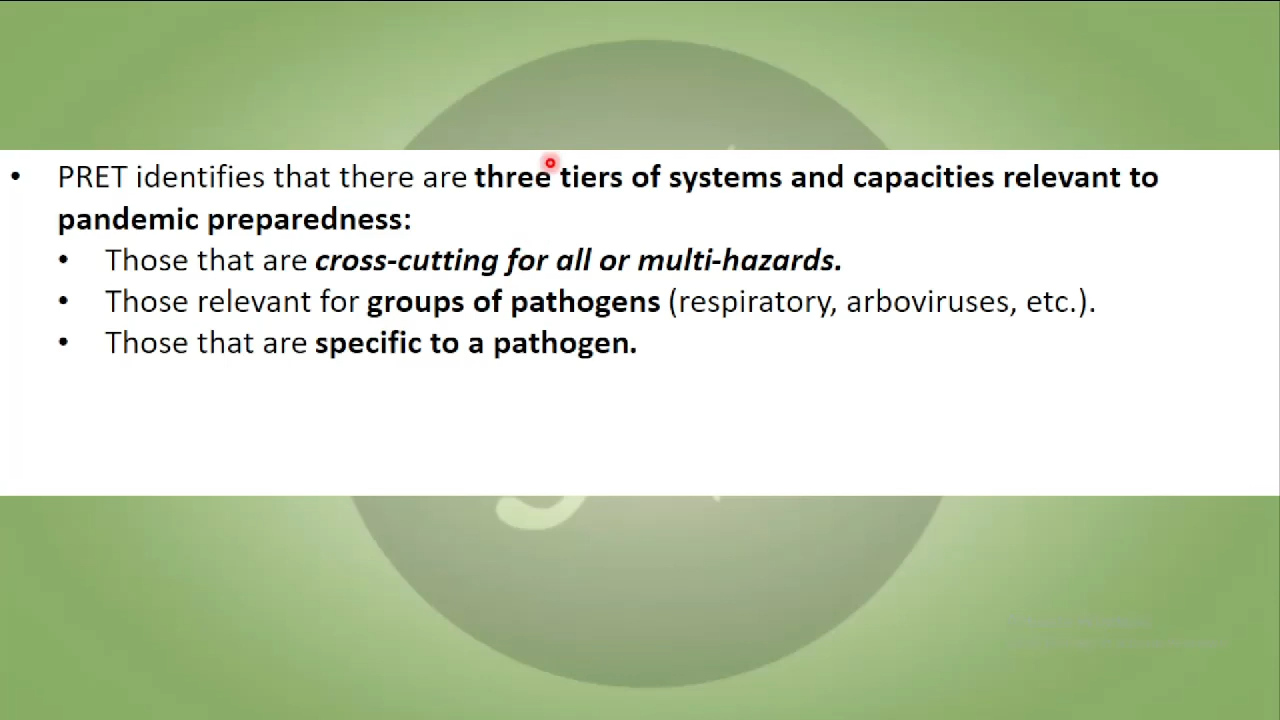 • PRET identifies that there are three tiers of systems and capacities relevant to
pandemic preparedness:
• Those that are cross-cutting for all or multi-hazards.
• Those relevant for groups of pathogens (respiratory, arboviruses, etc.).
• Those that are specific to a pathogen.